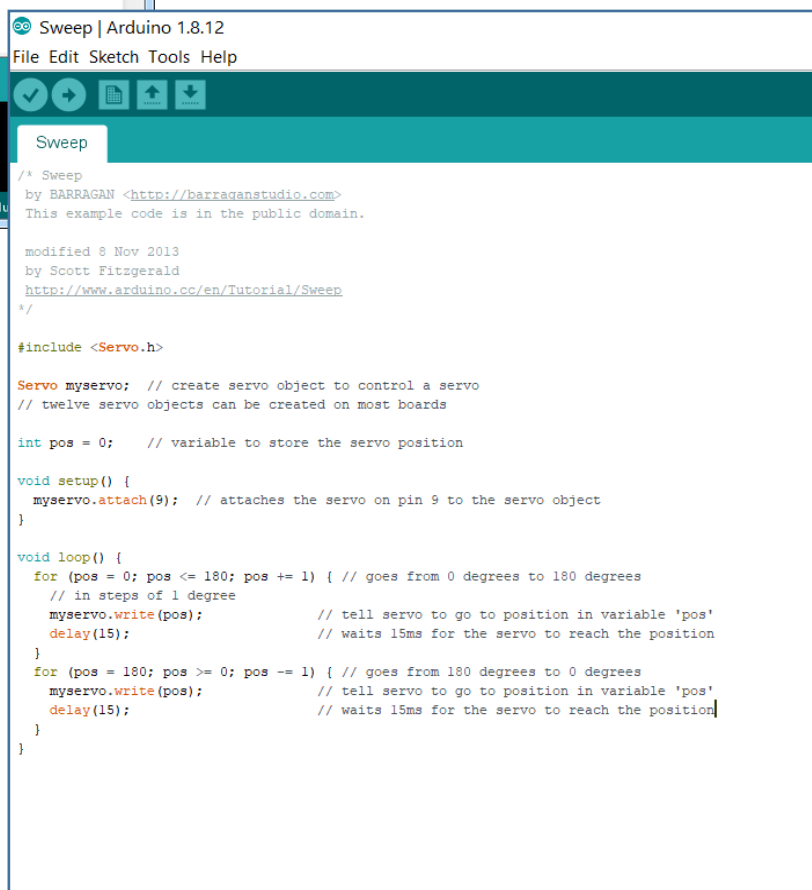 Sweep | Arduino 1.8.12
File Edit Sketch Tools Help
Sweep
/* Sweep
by BARRAGAN <http://barraganstudio.com>
This example code is in the public domain.
modified 8 Nov 2013
by Scott Fitzgerald
http://www.arduino.cc/en/Tutorial/Sweep
*/
#include <Servo.h>
Servo myservo;  // create servo object to control a servo
// twelve servo objects can be created on most boards
int pos = 0;    // variable to store the servo position
void setup() {
  myservo.attach(9);  // attaches the servo on pin 9 to the servo object
}
void loop() {
  for (pos = 0; pos <= 180; pos += 1) { // goes from 0 degrees to 180 degrees
    // in steps of 1 degree
    myservo.write(pos);              // tell servo to go to position in variable 'pos'
    delay(15);                       // waits 15ms for the servo to reach the position
  }
  for (pos = 180; pos >= 0; pos -= 1) { // goes from 180 degrees to 0 degrees
    myservo.write(pos);              // tell servo to go to position in variable 'pos'
    delay(15);                       // waits 15ms for the servo to reach the position
  }
}